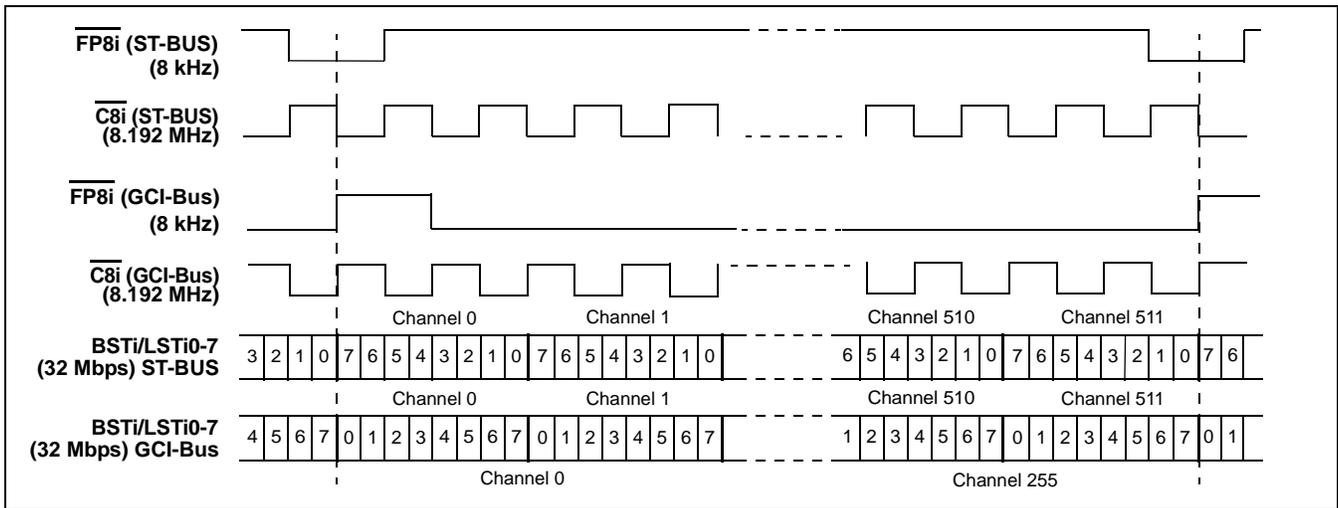 FP8i (ST-BUS)
(8 kHz)
C8i (ST-BUS)
(8.192 MHz)
FP8i (GCI-Bus)
(8 kHz)
C8i (GCI-Bus)
(8.192 MHz)
Channel 0 Channel 1 Channel 510 Channel 511
BSTi/LSTi0-7
(32 Mbps) ST-BUS
3 2 1 0 7 6 5 4 3 2 1 0 7 6 5 4 3 2 1 0 6 5 4 3 2 1 0 7 6 5 4 3 2 1 0 7 6
Channel 0 Channel 1 Channel 510 Channel 511
BSTi/LSTi0-7
(32 Mbps) GCI-Bus
4 5 6 7 0 1 2 3 4 5 6 7 0 1 2 3 4 5 6 7 1 2 3 4 5 6 7 0 1 2 3 4 5 6 7 0 1
Channel 0 Channel 255